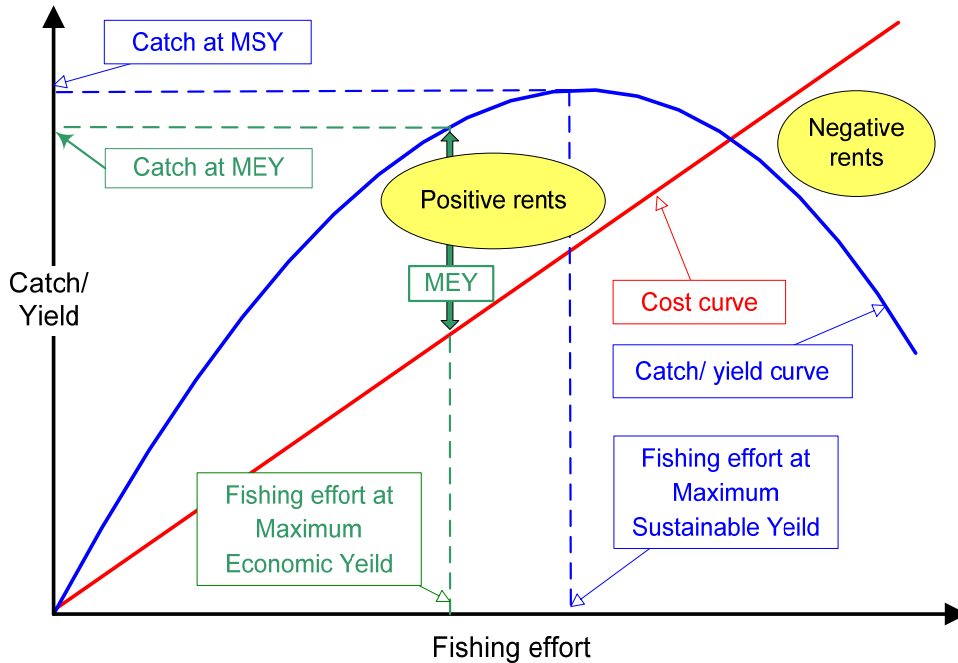 Catch at MSY
Catch at MEY
Negative
rents
Positive rents
Catch/
Yield
MEY
Cost curve
Catch/ yield curve
Fishing effort at
Maximum
Economic Yeild
Fishing effort at
Maximum
Sustainable Yeild
Fishing effort